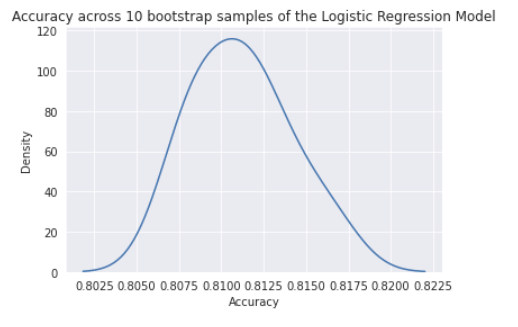 Accuracy across 10 bootstrap samples of the Logistic Regression Model
120
100
80
60
40
20
0
Density
0.8025 0.8050 0.8075 0.8100 0.8125 0.8150 0.8175 0.8200 0.8225
Accuracy